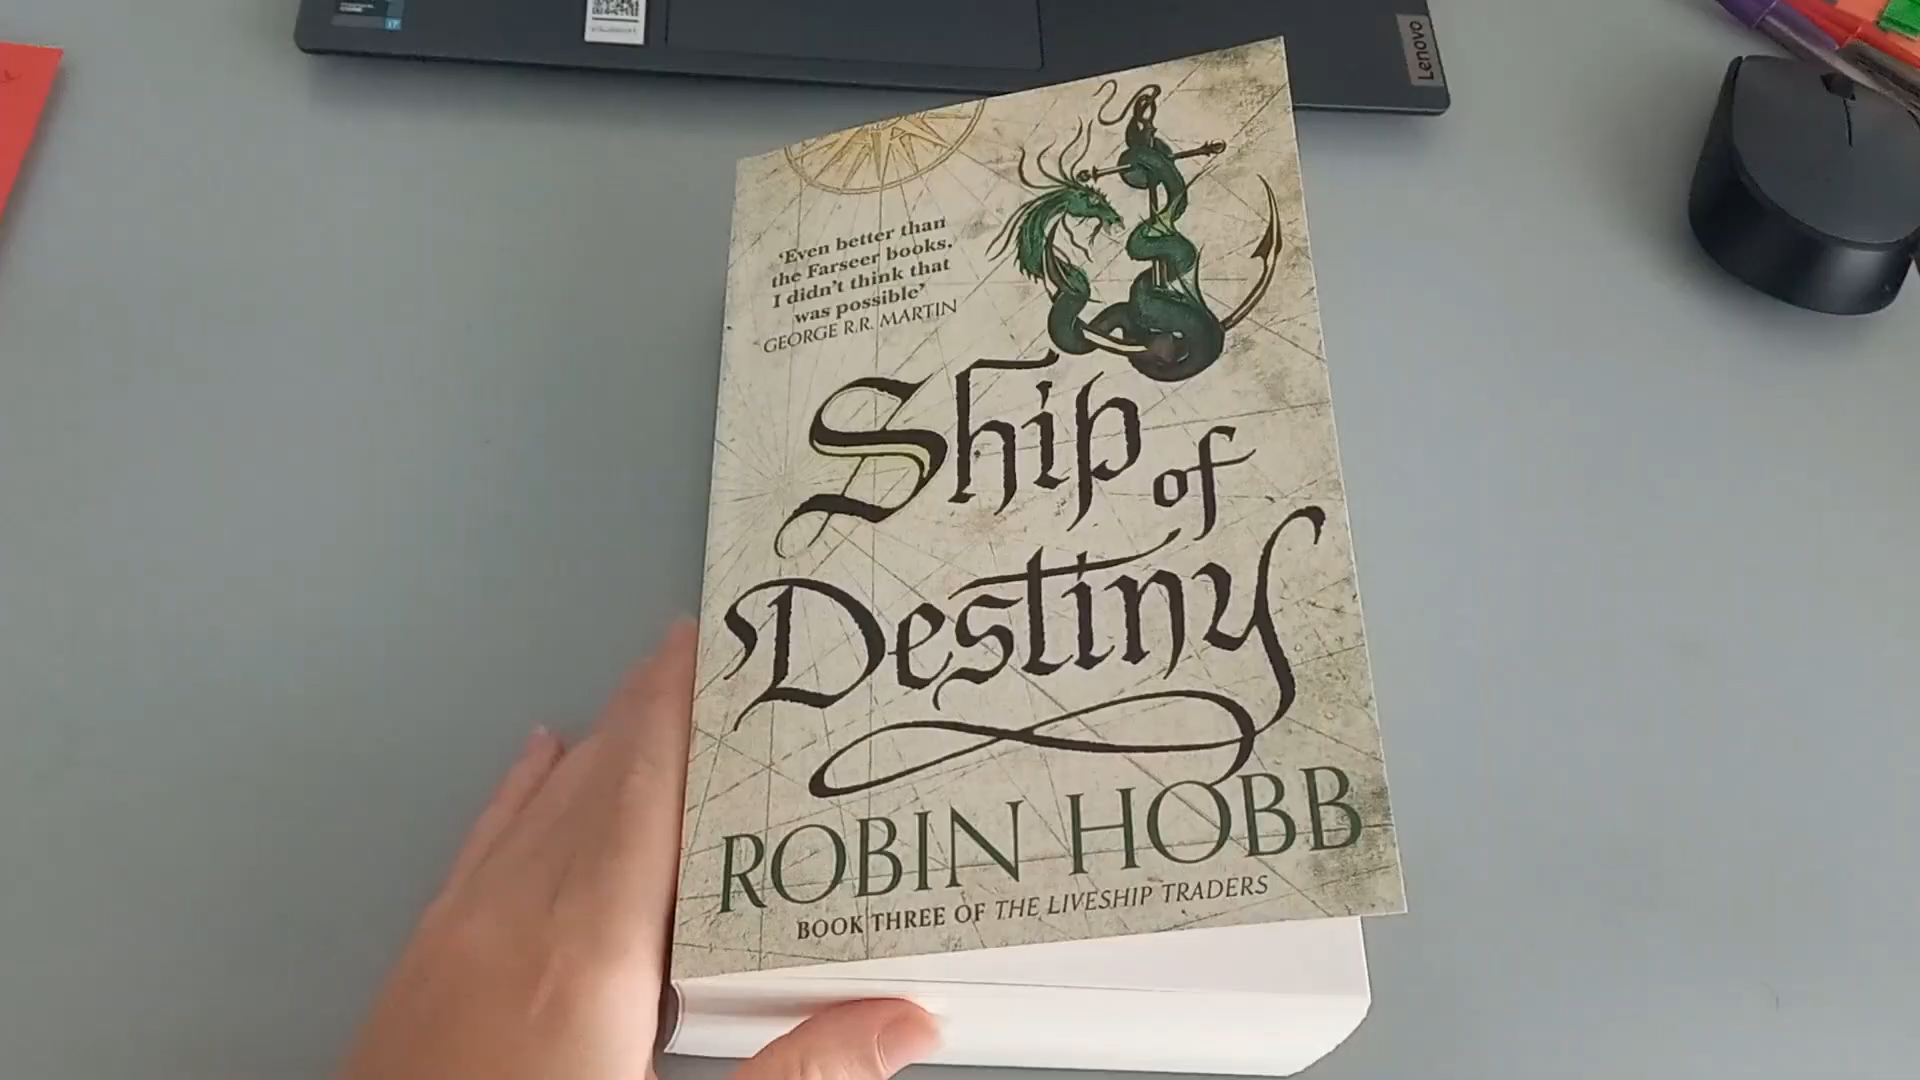 Lenovo
'Even better than
the Farseer books.
I didn't think that
was possible'
GEORGE R.R. MARTIN
Ship of
Destiny
ROBIN HOBB
BOOK THREE OF THE LIVESHIP TRADERS